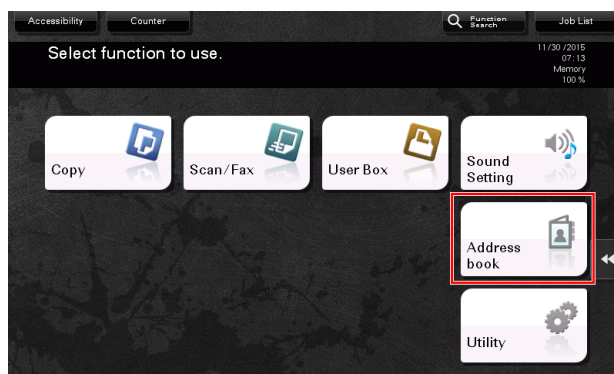 Accessibility
Counter
Function
Search
Job List
Select function to use.
11/30 /2015
07:13
Memory
100 %
Copy
Scan/Fax
User Box
Sound
Setting
Address
book
Utility